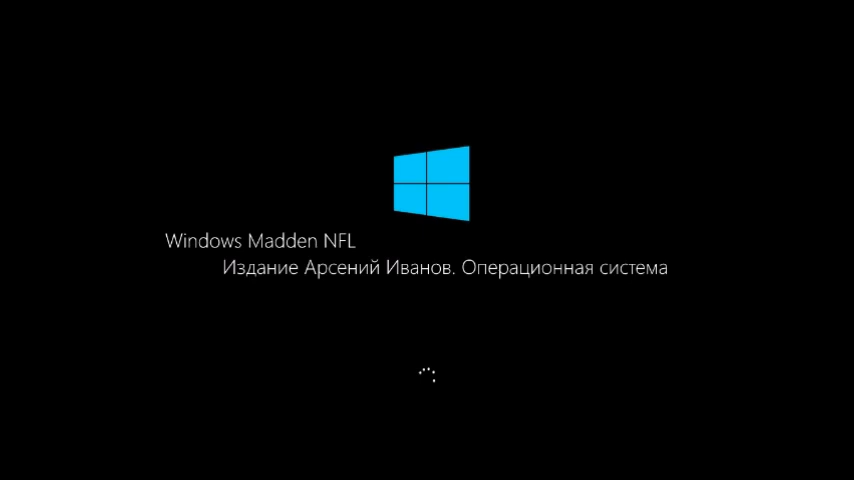 Windows Madden NFL
Издание Арсений Иванов. Операционная система